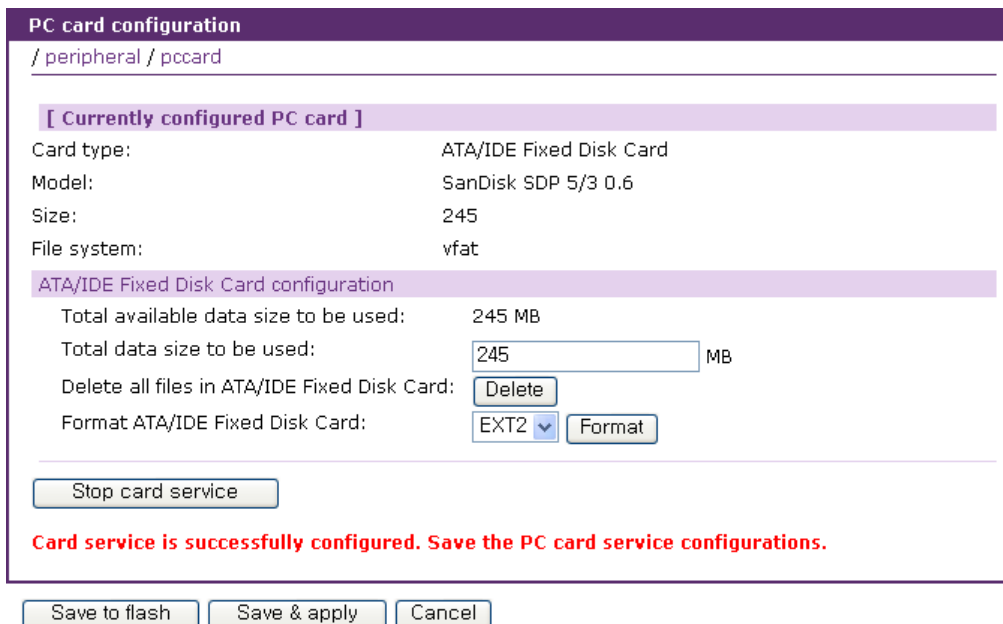 PC card configuration
/ peripheral / pccard
[ Currently configured PC card ]
Card type: ATA/IDE Fixed Disk Card
Model: SanDisk SDP 5/3 0.6
Size: 245
File system: vfat
ATA/IDE Fixed Disk Card configuration
Total available data size to be used: 245 MB
Total data size to be used: 245 MB
Delete all files in ATA/IDE Fixed Disk Card: Delete
Format ATA/IDE Fixed Disk Card: EXT2 Format
Stop card service
Card service is successfully configured. Save the PC card service configurations.
Save to flash Save & apply Cancel